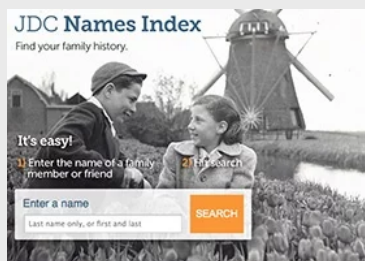 JDC Names Index
Find your family history.
It's easy!
1) Enter the name of a family member or friend
2) Hit search
Enter a name
Last name only, or first and last
SEARCH